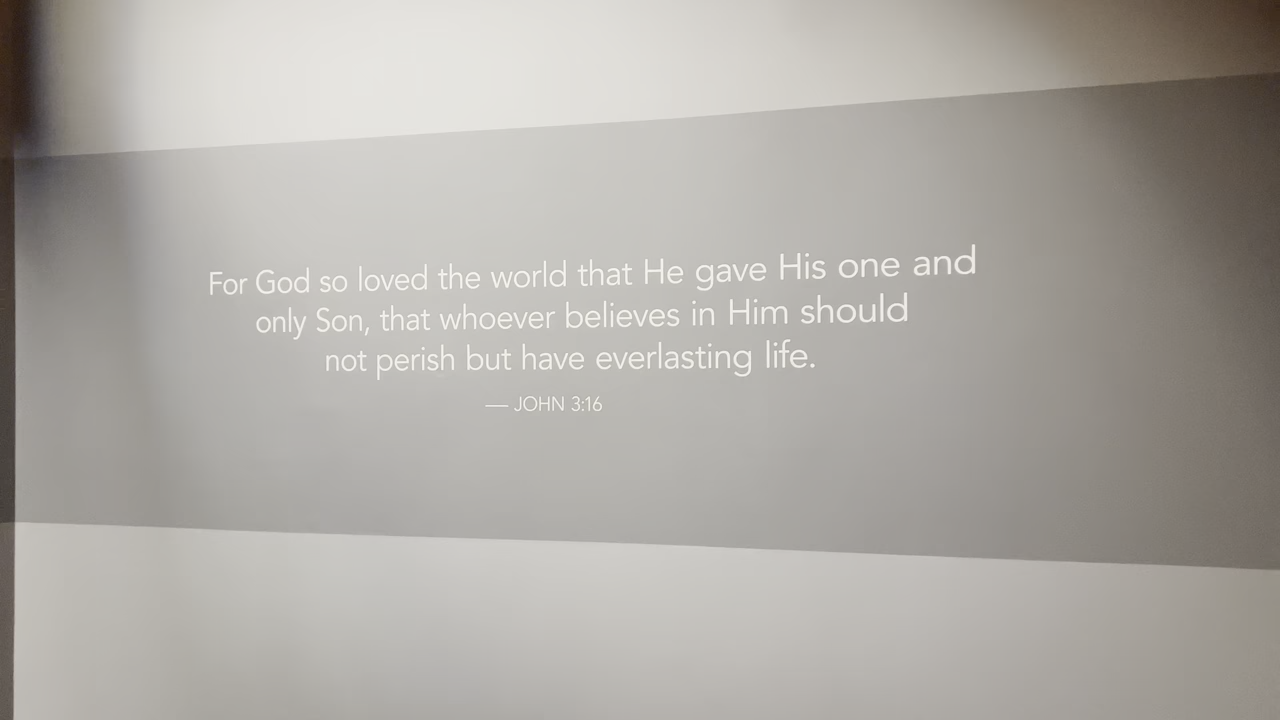 For God so loved the world that He gave His one and
only Son, that whoever believes in Him should
not perish but have everlasting life.
— JOHN 3:16